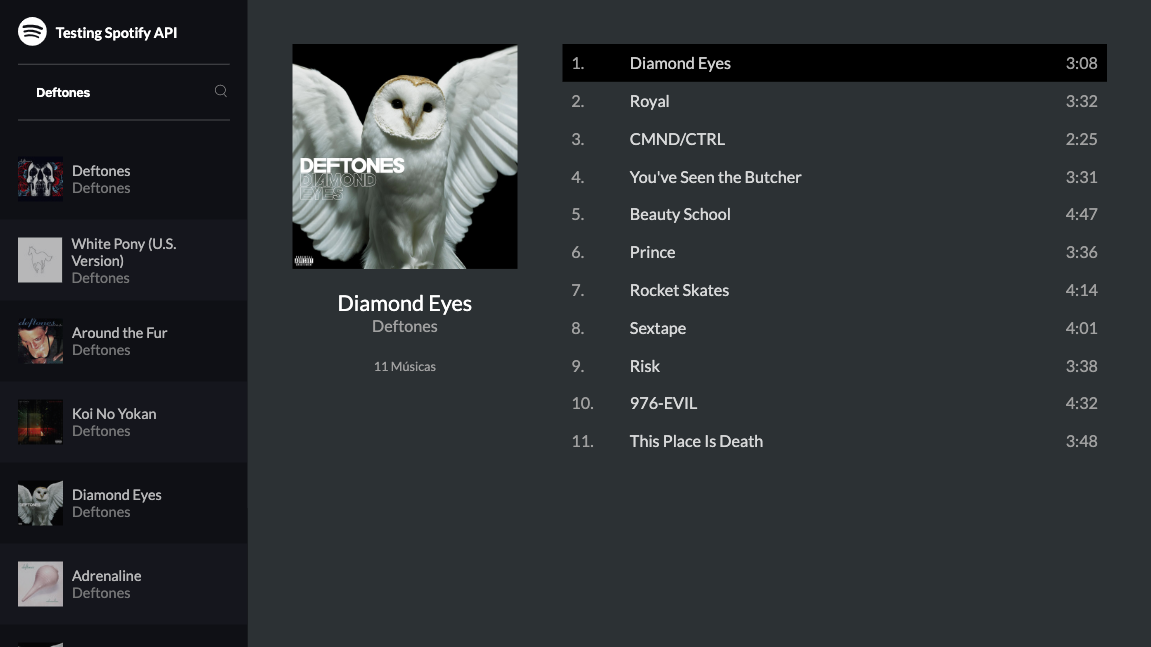 Testing Spotify API
Deftones
Deftones
Deftones
White Pony (U.S.
Version)
Deftones
Around the Fur
Deftones
Koi No Yokan
Deftones
Diamond Eyes
Deftones
Adrenaline
Deftones
DEFTONES
DIAMOND
EYES
Diamond Eyes
Deftones
11 Músicas
1. Diamond Eyes 3:08
2. Royal 3:32
3. CMND/CTRL 2:25
4. You've Seen the Butcher 3:31
5. Beauty School 4:47
6. Prince 3:36
7. Rocket Skates 4:14
8. Sextape 4:01
9. Risk 3:38
10. 976-EVIL 4:32
11. This Place Is Death 3:48